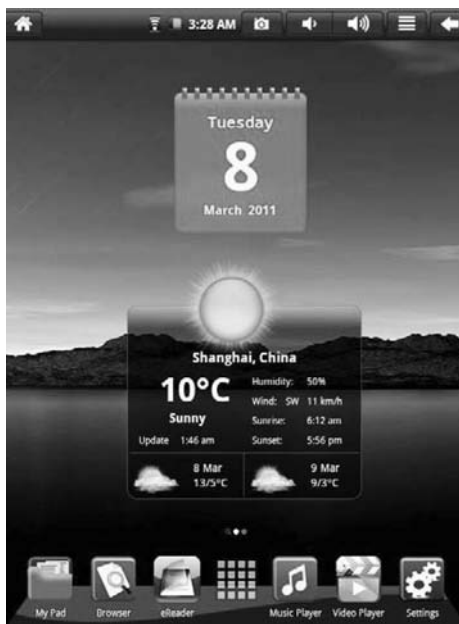 3:28 AM
Tuesday
8
March 2011
Shanghai, China
10°C
Sunny
Update 1:46 am
Humidity: 50%
Wind: SW 11 km/h
Sunrise: 6:12 am
Sunset: 5:56 pm
8 Mar
13/5°C
9 Mar
9/3°C
My Pad
Browser
eReader
Music Player
Video Player
Settings